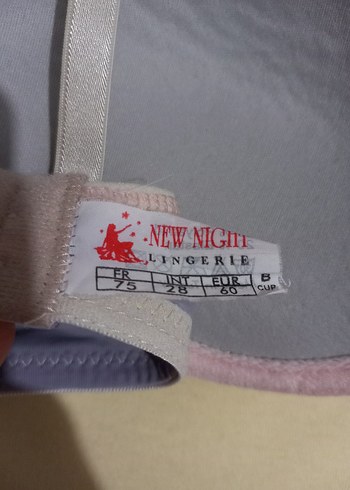 NEW NIGHT
LINGERIE
FR INT EUR B
75 28 60 CUP